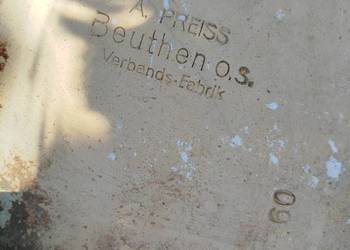 A. PREISS
Beuthen O.S.
Verbands-Fabrik
60